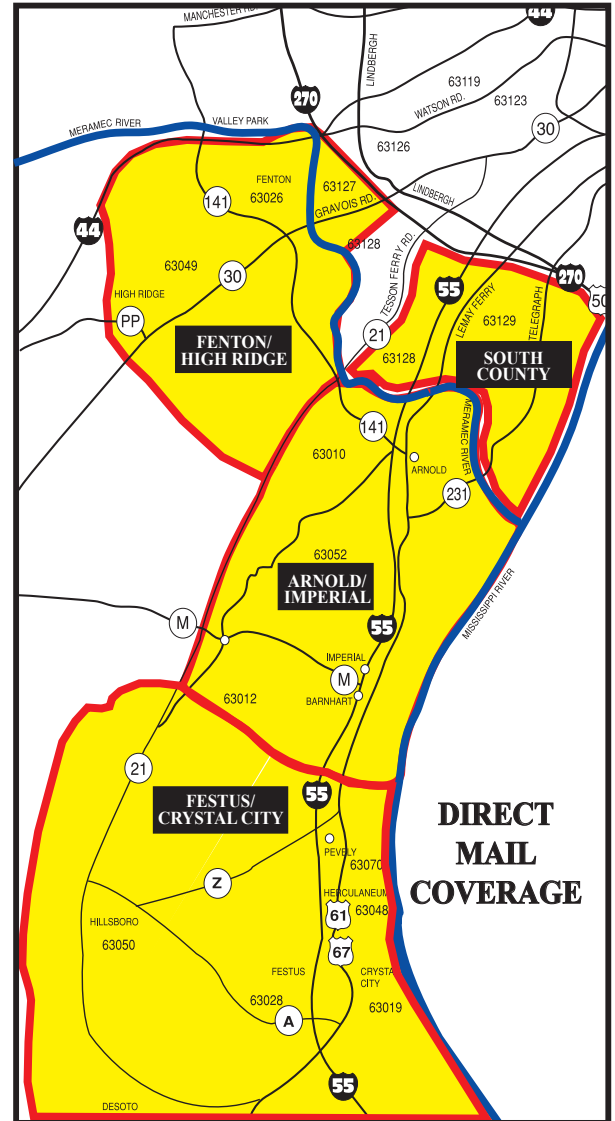 MANCHESTER RD.
44
LINDBERGH
63119
270
WATSON RD.
63123
MERAMEC RIVER
VALLEY PARK
30
63126
FENTON
63127
63026
LINDBERGH
141
GRAVOIS RD.
44
63128
TESSON FERRY RD.
63049
30
270
55
50
HIGH RIDGE
LEMAY FERRY
TELEGRAPH
PP
63129
21
FENTON/
HIGH RIDGE
63128
SOUTH
COUNTY
MERAMEC RIVER
141
63010
ARNOLD
231
63052
ARNOLD/
IMPERIAL
M
55
MISSISSIPPI RIVER
IMPERIAL
M
63012
BARNHART
21
FESTUS/
CRYSTAL CITY
55
DIRECT
MAIL
COVERAGE
PEVELY
63070
Z
HERCULANEUM
61
63048
HILLSBORO
63050
67
FESTUS
CRYSTA
CITY
63028
63019
A
55
DESOTO